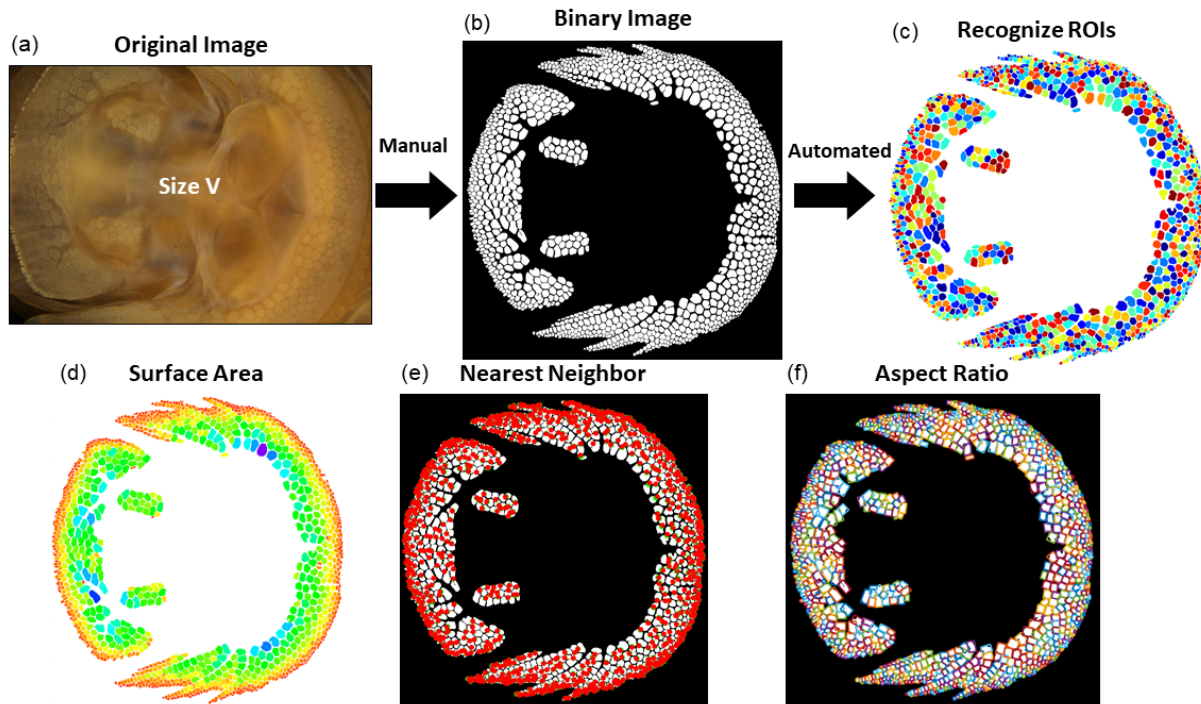 (a)
Original Image
Size V
Manual
(b)
Binary Image
Automated
(c)
Recognize ROIs
(d)
Surface Area
(e)
Nearest Neighbor
(f)
Aspect Ratio